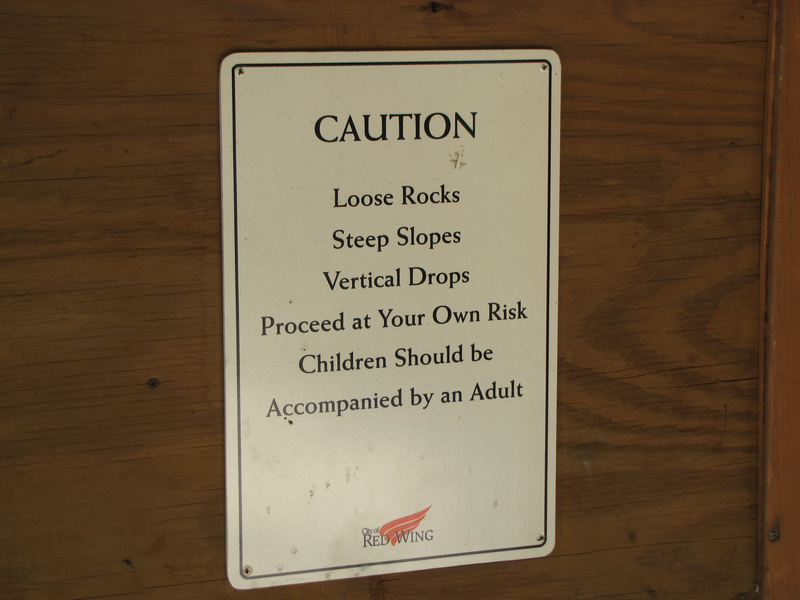 CAUTION
Loose Rocks
Steep Slopes
Vertical Drops
Proceed at Your Own Risk
Children Should be
Accompanied by an Adult
City of
RED WING